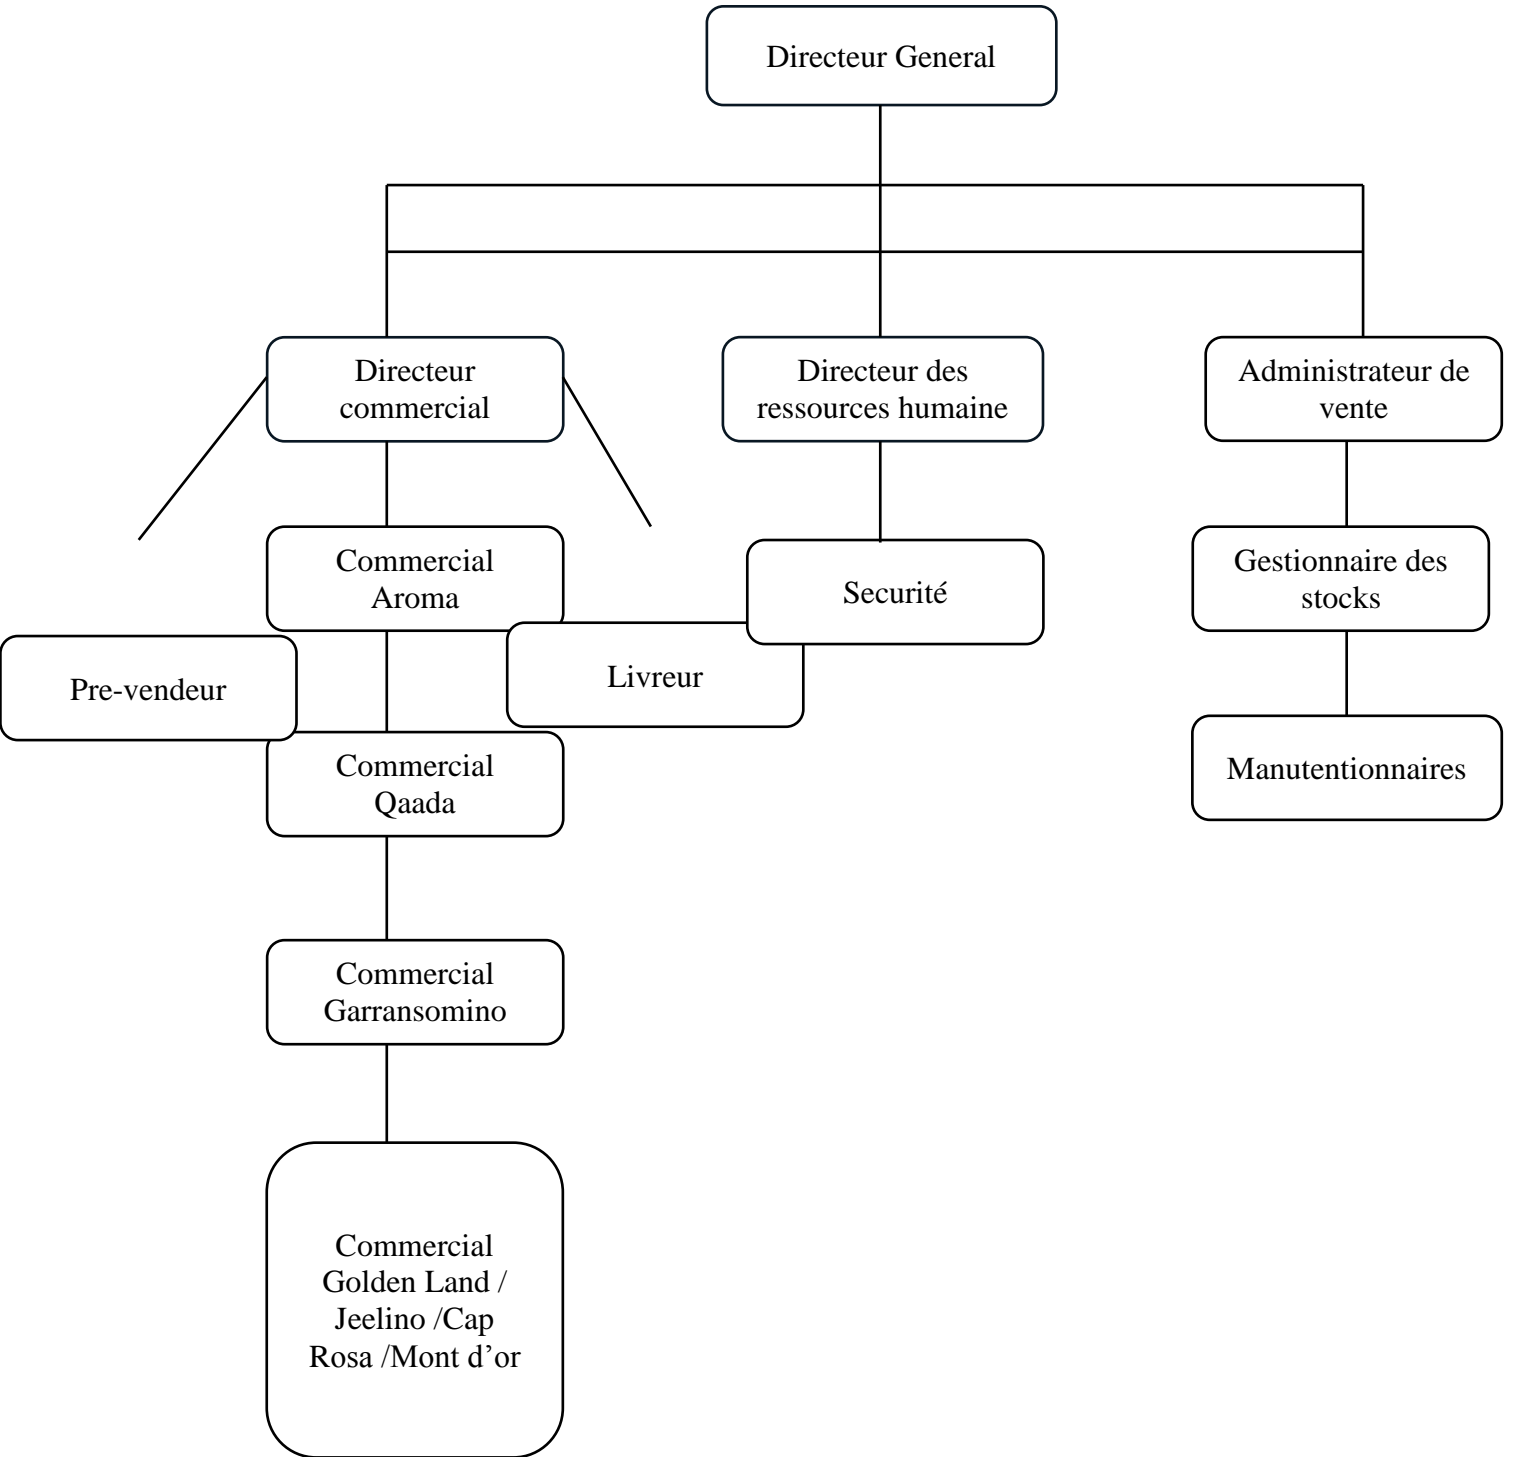 Directeur General
Directeur
commercial
Directeur des
ressources humaine
Administrateur de
vente
Commercial
Aroma
Securité
Gestionnaire des
stocks
Pre-vendeur
Livreur
Commercial
Qaada
Manutentionnaires
Commercial
Garransomino
Commercial
Golden Land /
Jeelino /Cap
Rosa /Mont d’or